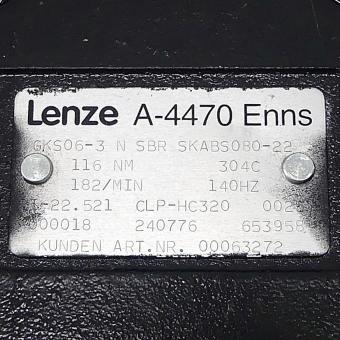 Lenze A-4470 Enns
GKS06-3 N SBR SKABS080-22
116 NM 304C
182/MIN 140HZ
-22.521 CLP-HC320
000018 240776 653958
KUNDEN ART.NR. 00063272